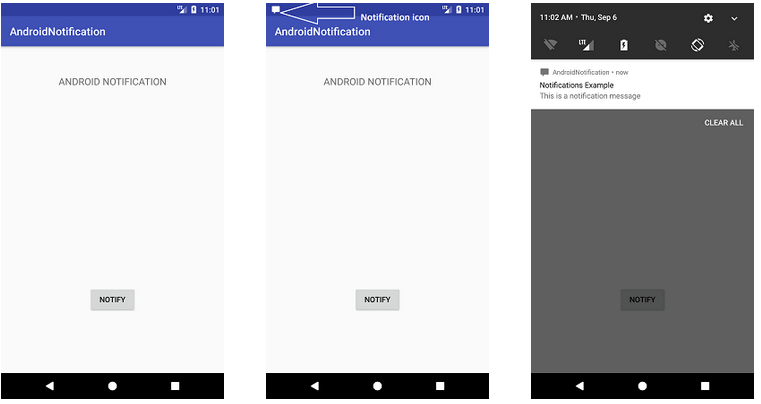 LTE 11:01
AndroidNotification
ANDROID NOTIFICATION
NOTIFY
Notification icon
LTE 11:01
AndroidNotification
ANDROID NOTIFICATION
NOTIFY
11:02 AM • Thu, Sep 6
LTE
AndroidNotification • now
Notifications Example
This is a notification message
CLEAR ALL
NOTIFY